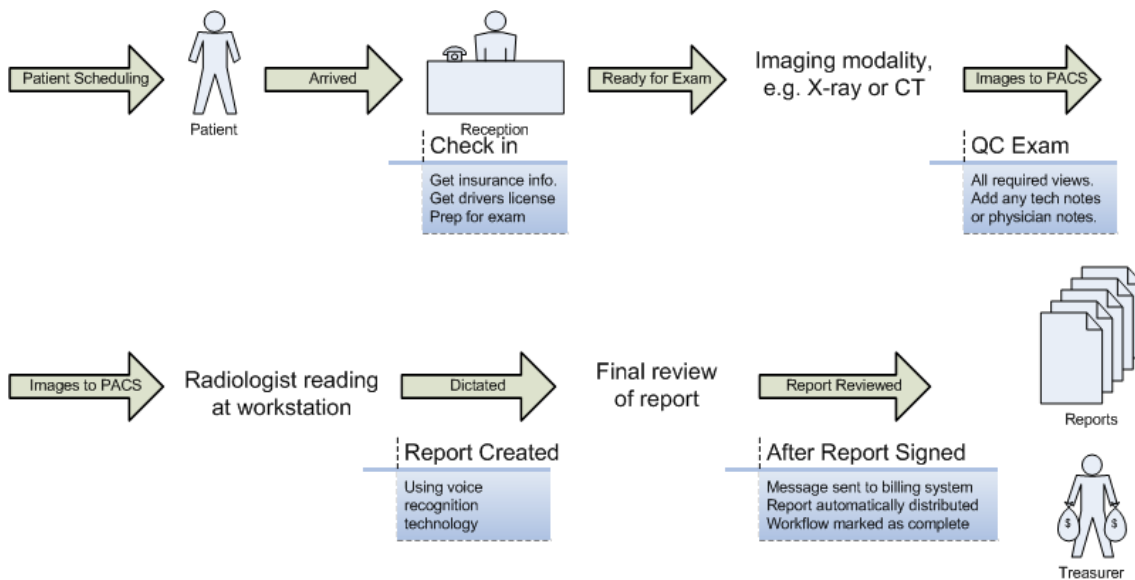 Patient Scheduling
Patient
Arrived
Reception
Ready for Exam
Imaging modality,
e.g. X-ray or CT
Images to PACS
Check in
Get insurance info.
Get drivers license
Prep for exam
QC Exam
All required views.
Add any tech notes
or physician notes.
Images to PACS
Radiologist reading
at workstation
Dictated
Final review
of report
Report Reviewed
Reports
Report Created
Using voice
recognition
technology
After Report Signed
Message sent to billing system
Report automatically distributed
Workflow marked as complete
$
$
Treasurer